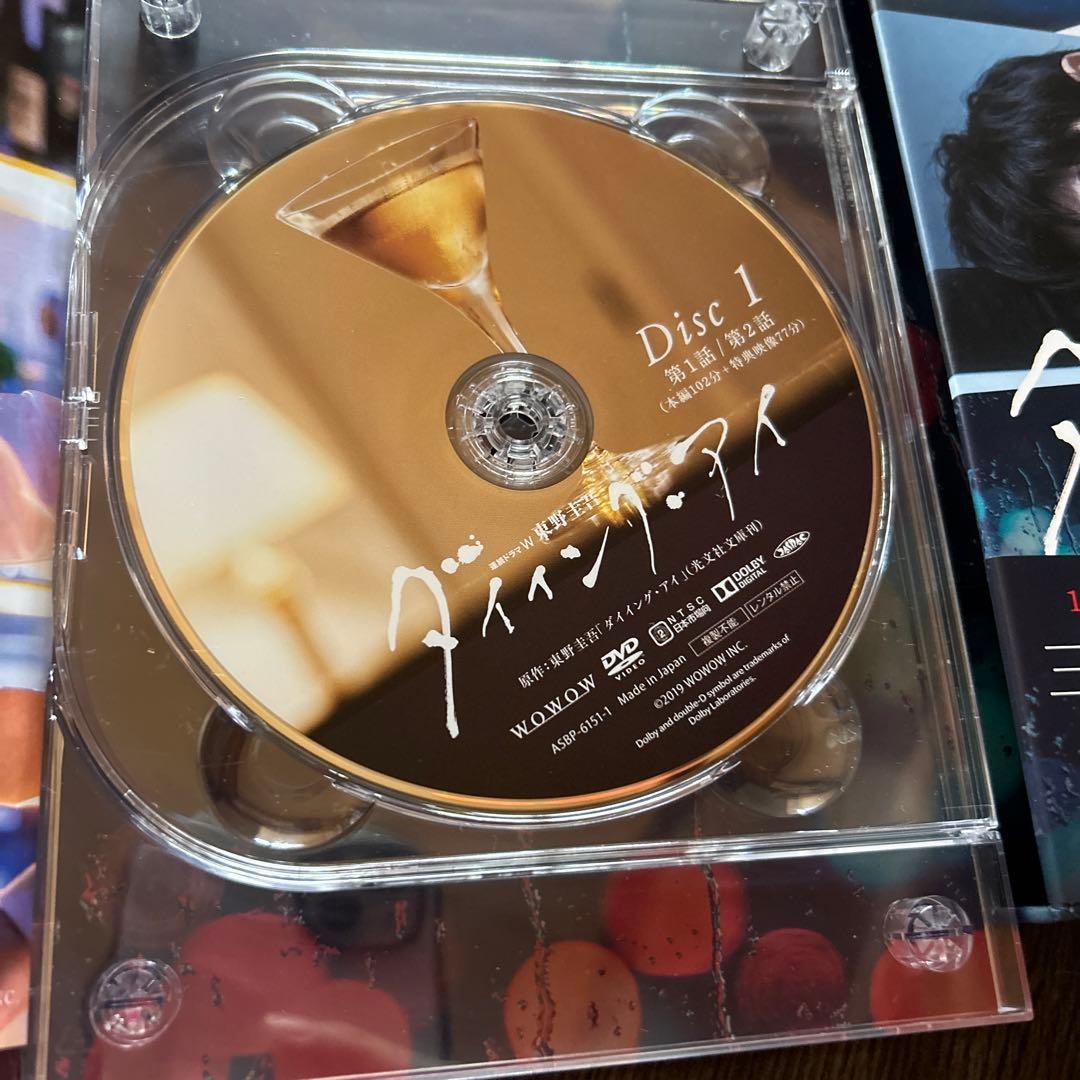 Disc 1
第1話 / 第2話
(本編102分+特典映像77分)
連続ドラマW 東野圭吾
ダイイング・アイ
原作:東野圭吾「ダイイング・アイ」(光文社文庫刊)
WOWOW
DVD
VIDEO
2
NTSC
日本市場向
DOLBY
DIGITAL
JASRAC
ASBP-6151-1 Made in Japan
複製不能
レンタル禁止
©2019 WOWOW INC.
Dolby and double-D symbol are trademarks of
Dolby Laboratories.